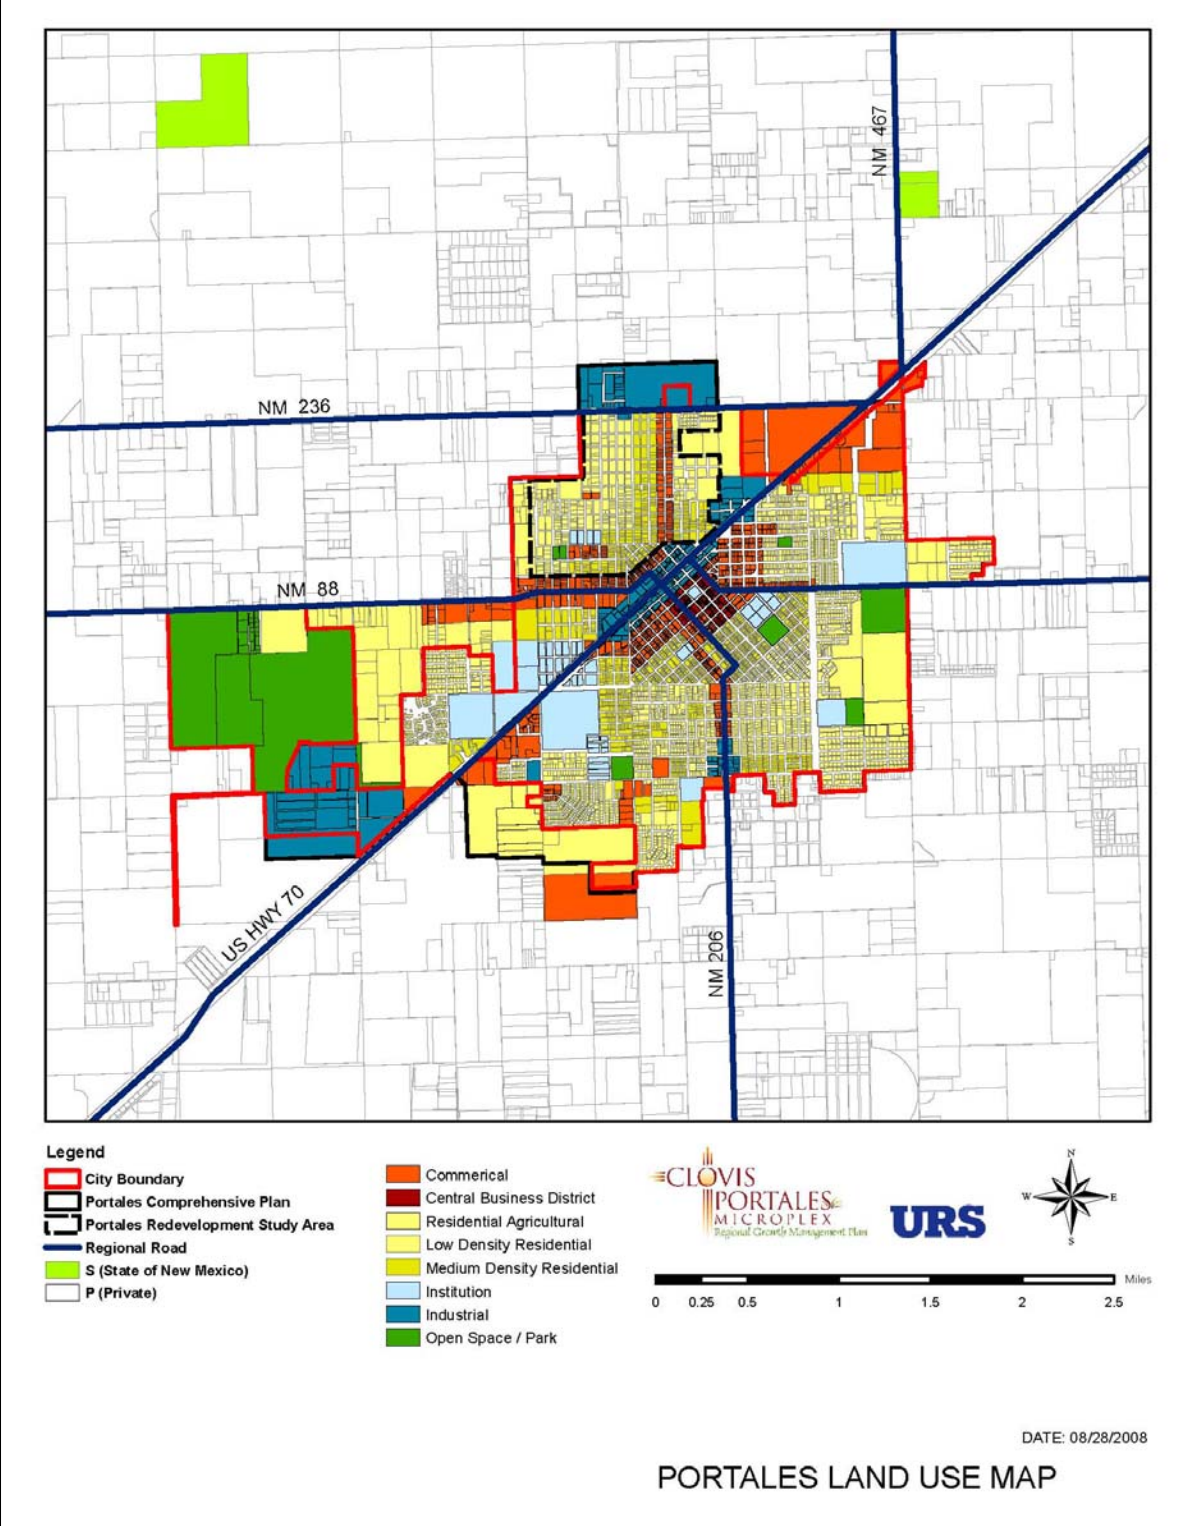 NM 467
NM 236
NM 88
US HWY 70
NM 206
Legend
City Boundary
Portales Comprehensive Plan
Portales Redevelopment Study Area
Regional Road
S (State of New Mexico)
P (Private)
Commerical
Central Business District
Residential Agricultural
Low Density Residential
Medium Density Residential
Institution
Industrial
Open Space / Park
CLOVIS
PORTALES
MICROPLEX
Regional Growth Management Plan
URS
N
W E
S
Miles
0 0.25 0.5 1 1.5 2 2.5
DATE: 08/28/2008
PORTALES LAND USE MAP